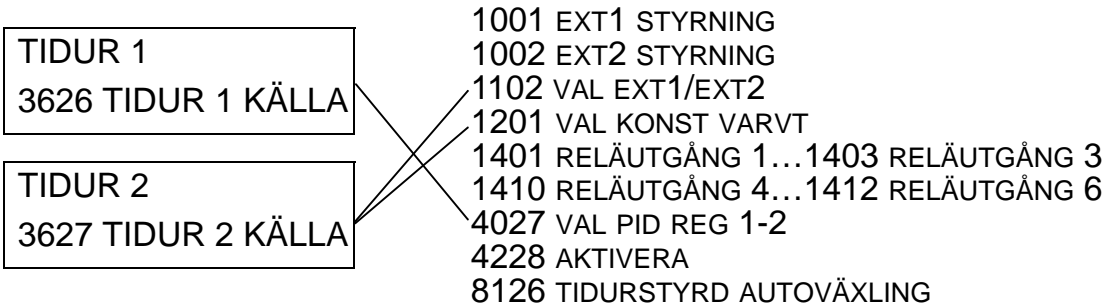 TIDUR 1
3626 TIDUR 1 KÄLLA
TIDUR 2
3627 TIDUR 2 KÄLLA
1001 EXT1 STYRNING
1002 EXT2 STYRNING
1102 VAL EXT1/EXT2
1201 VAL KONST VARVT
1401 RELÄUTGÅNG 1…1403 RELÄUTGÅNG 3
1410 RELÄUTGÅNG 4…1412 RELÄUTGÅNG 6
4027 VAL PID REG 1-2
4228 AKTIVERA
8126 TIDURSTYRD AUTOVÄXLING